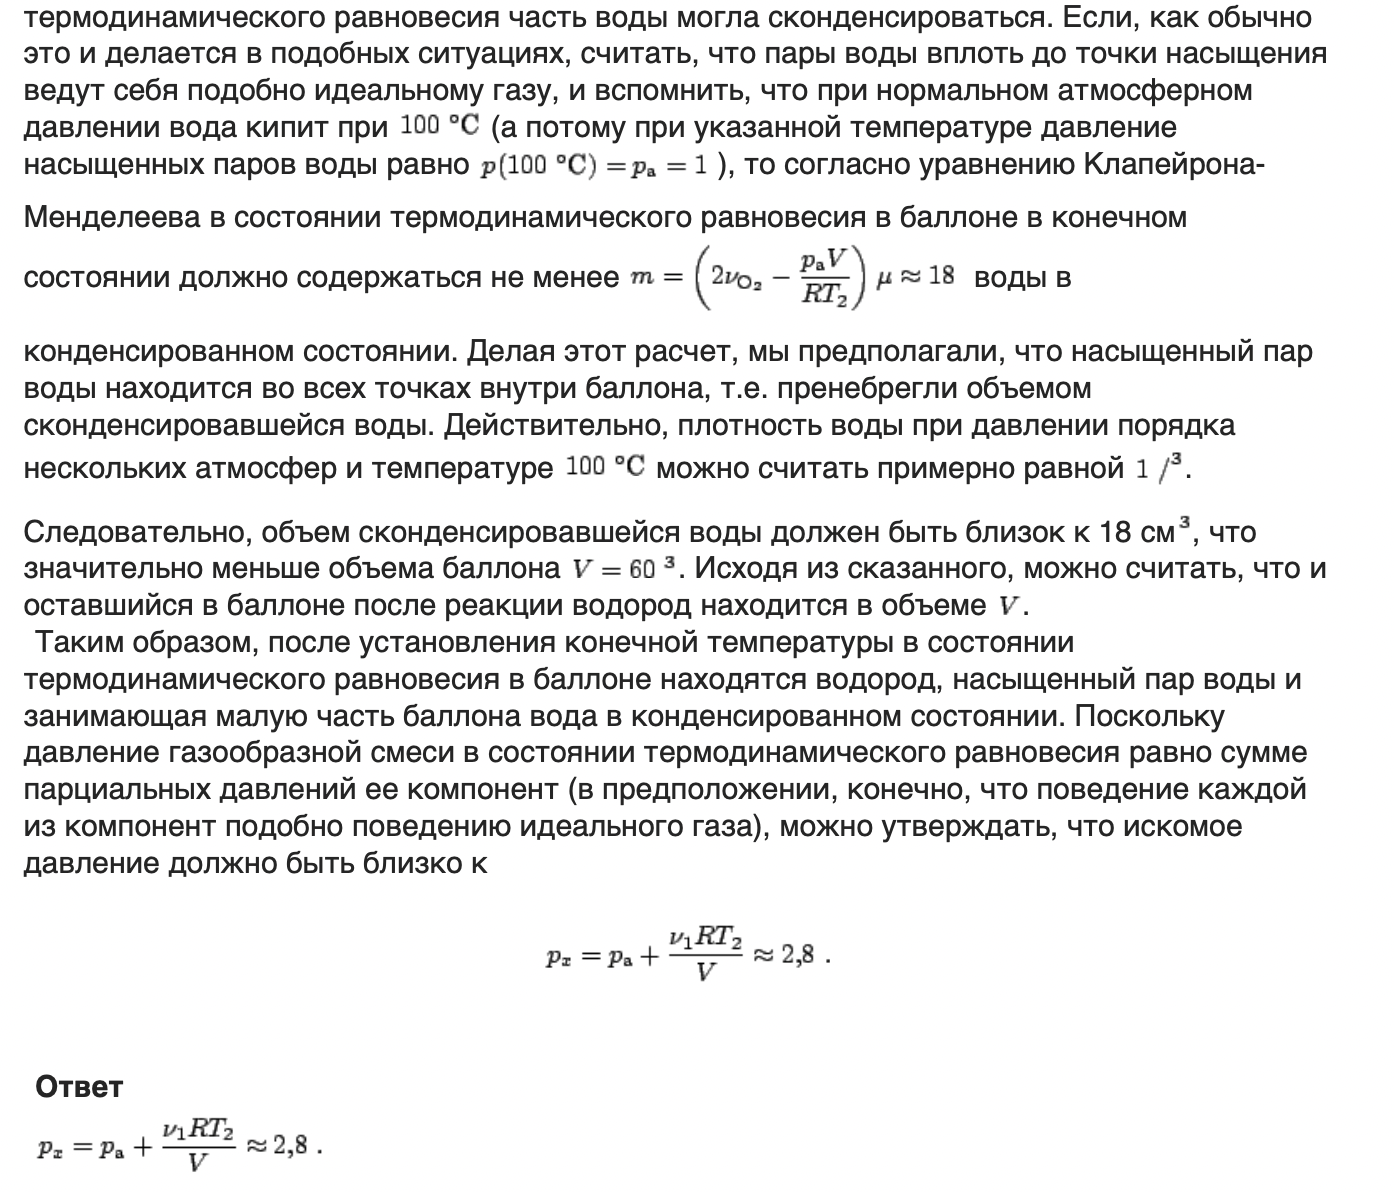 термодинамического равновесия часть воды могла сконденсироваться. Если, как обычно
это и делается в подобных ситуациях, считать, что пары воды вплоть до точки насыщения
ведут себя подобно идеальному газу, и вспомнить, что при нормальном атмосферном
давлении вода кипит при 100 °C (а потому при указанной температуре давление
насыщенных паров воды равно p(100 °C) = pₐ = 1 ), то согласно уравнению Клапейрона-
Менделеева в состоянии термодинамического равновесия в баллоне в конечном
состоянии должно содержаться не менее m = (2ν_O₂ − pₐV/RT₂) μ ≈ 18 воды в
конденсированном состоянии. Делая этот расчет, мы предполагали, что насыщенный пар
воды находится во всех точках внутри баллона, т.е. пренебрегли объемом
сконденсировавшейся воды. Действительно, плотность воды при давлении порядка
нескольких атмосфер и температуре 100 °C можно считать примерно равной 1 /³.
Следовательно, объем сконденсировавшейся воды должен быть близок к 18 см³, что
значительно меньше объема баллона V = 60 ³. Исходя из сказанного, можно считать, что и
оставшийся в баллоне после реакции водород находится в объеме V.
Таким образом, после установления конечной температуры в состоянии
термодинамического равновесия в баллоне находятся водород, насыщенный пар воды и
занимающая малую часть баллона вода в конденсированном состоянии. Поскольку
давление газообразной смеси в состоянии термодинамического равновесия равно сумме
парциальных давлений ее компонент (в предположении, конечно, что поведение каждой
из компонент подобно поведению идеального газа), можно утверждать, что искомое
давление должно быть близко к
pₓ = pₐ + ν₁RT₂/V ≈ 2,8 .
Ответ
pₓ = pₐ + ν₁RT₂/V ≈ 2,8 .